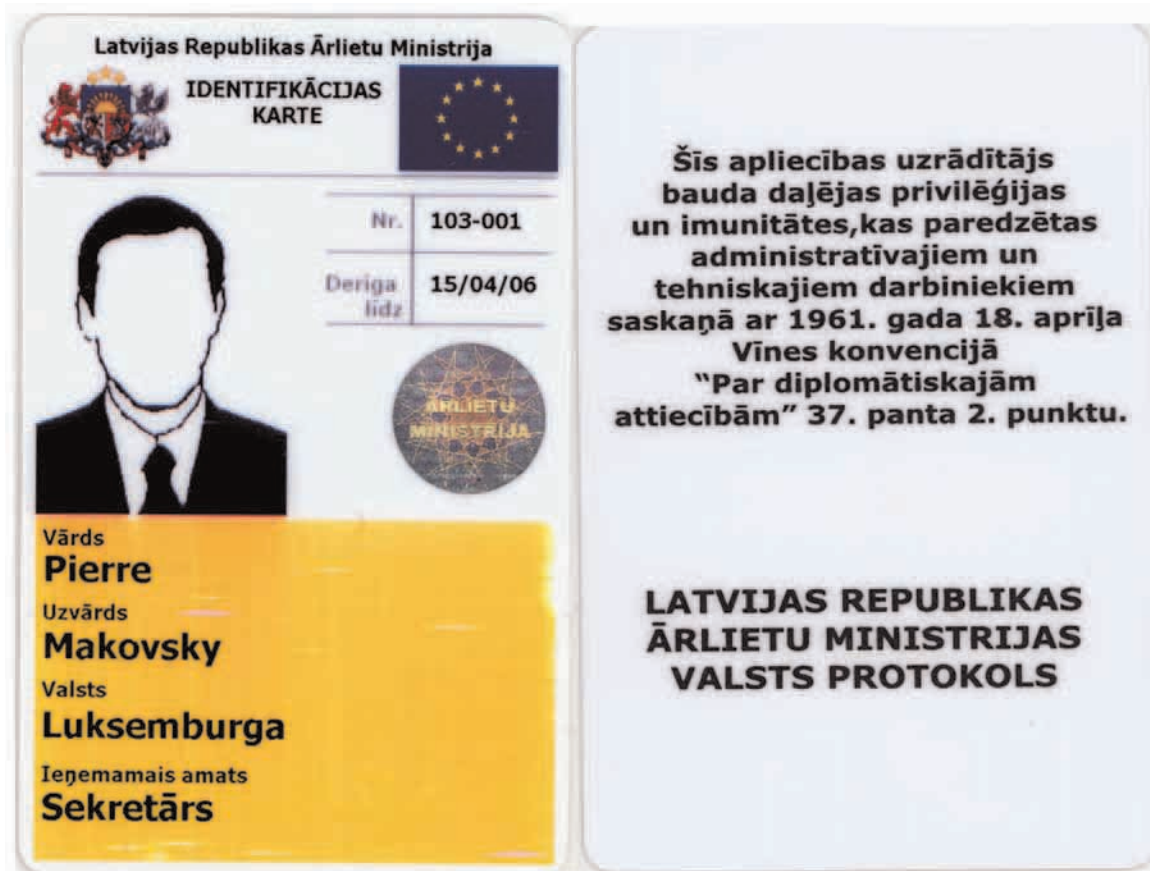 Latvijas Republikas Ārlietu Ministrija
IDENTIFIKĀCIJAS
KARTE
Nr. 103-001
Derīga
līdz 15/04/06
ĀRLIETU
MINISTRIJA
Vārds
Pierre
Uzvārds
Makovsky
Valsts
Luksemburga
Ieņemamais amats
Sekretārs
Šīs apliecības uzrādītājs
bauda daļējas privilēģijas
un imunitātes,kas paredzētas
administratīvajiem un
tehniskajiem darbiniekiem
saskaņā ar 1961. gada 18. aprīļa
Vīnes konvencijā
“Par diplomātiskajām
attiecībām” 37. panta 2. punktu.
LATVIJAS REPUBLIKAS
ĀRLIETU MINISTRIJAS
VALSTS PROTOKOLS